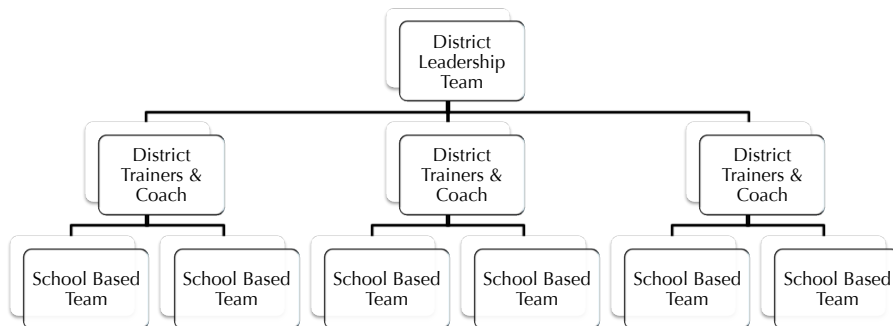 District
Leadership
Team
District
Trainers &
Coach
District
Trainers &
Coach
District
Trainers &
Coach
School Based
Team
School Based
Team
School Based
Team
School Based
Team
School Based
Team
School Based
Team